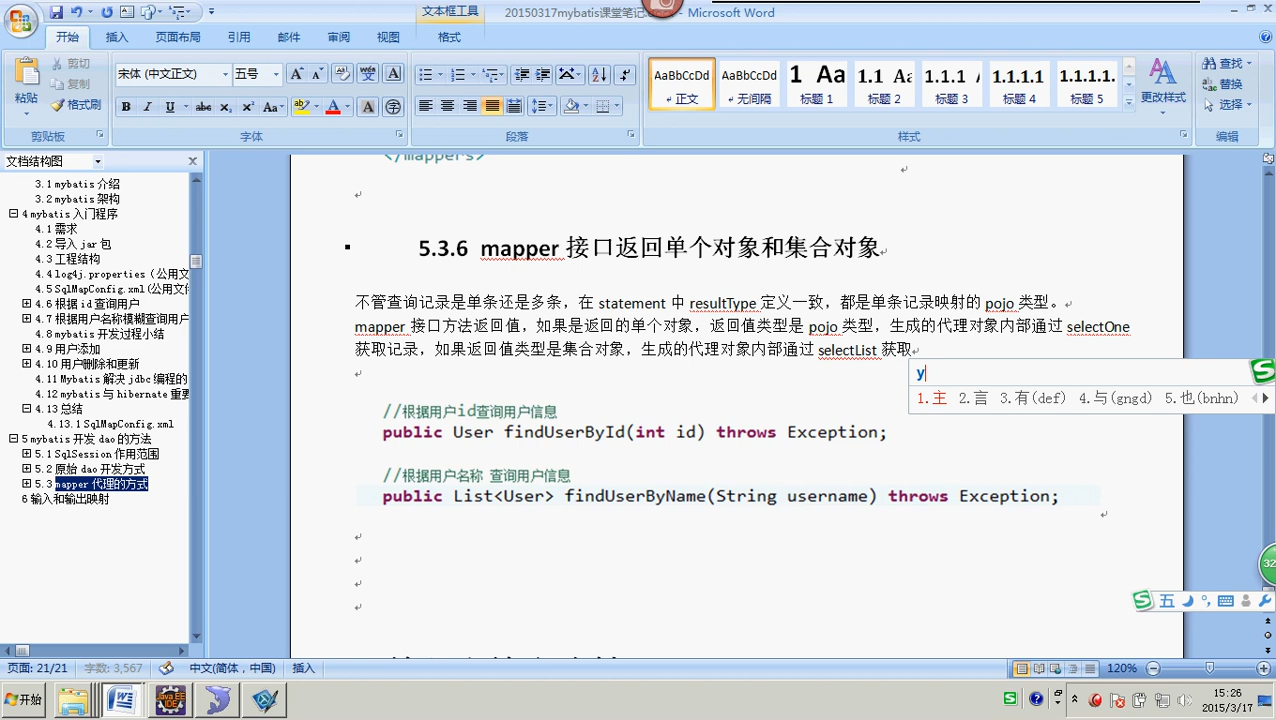 文本框工具
20150317mybatis课堂笔记
- Microsoft Word
开始
插入
页面布局
引用
邮件
审阅
视图
格式
粘贴
剪切
复制
格式刷
剪贴板
宋体 (中文正文)
五号
字体
段落
AaBbCcDd
正文
AaBbCcDd
无间隔
1 Aa
标题 1
1.1 Aa
标题 2
1.1.1
标题 3
1.1.1.1
标题 4
1.1.1.1.
标题 5
更改样式
样式
查找
替换
选择
编辑
文档结构图
3.1 mybatis 介绍
3.2 mybatis 架构
4 mybatis 入门程序
4.1 需求
4.2 导入 jar 包
4.3 工程结构
4.4 log4j.properties（公用文
4.5 SqlMapConfig.xml(公用文件
4.6 根据 id 查询用户
4.7 根据用户名称模糊查询用户
4.8 mybatis 开发过程小结
4.9 用户添加
4.10 用户删除和更新
4.11 Mybatis 解决 jdbc 编程的
4.12 mybatis 与 hibernate 重要
4.13 总结
4.13.1 SqlMapConfig.xml
5 mybatis 开发 dao 的方法
5.1 SqlSession 作用范围
5.2 原始 dao 开发方式
5.3 mapper 代理的方式
6 输入和输出映射
</mappers>
5.3.6 mapper 接口返回单个对象和集合对象
不管查询记录是单条还是多条，在 statement 中 resultType 定义一致，都是单条记录映射的 pojo 类型。
mapper 接口方法返回值，如果是返回的单个对象，返回值类型是 pojo 类型，生成的代理对象内部通过 selectOne
获取记录，如果返回值类型是集合对象，生成的代理对象内部通过 selectList 获取
y
1.主 2.言 3.有(def) 4.与(gngd) 5.也(bnhn)
//根据用户id查询用户信息
public User findUserById(int id) throws Exception;
//根据用户名称 查询用户信息
public List<User> findUserByName(String username) throws Exception;
32
五
页面: 21/21
字数: 3,567
中文(简体，中国)
插入
120%
开始
Java EE
IDE
15:26
2015/3/17